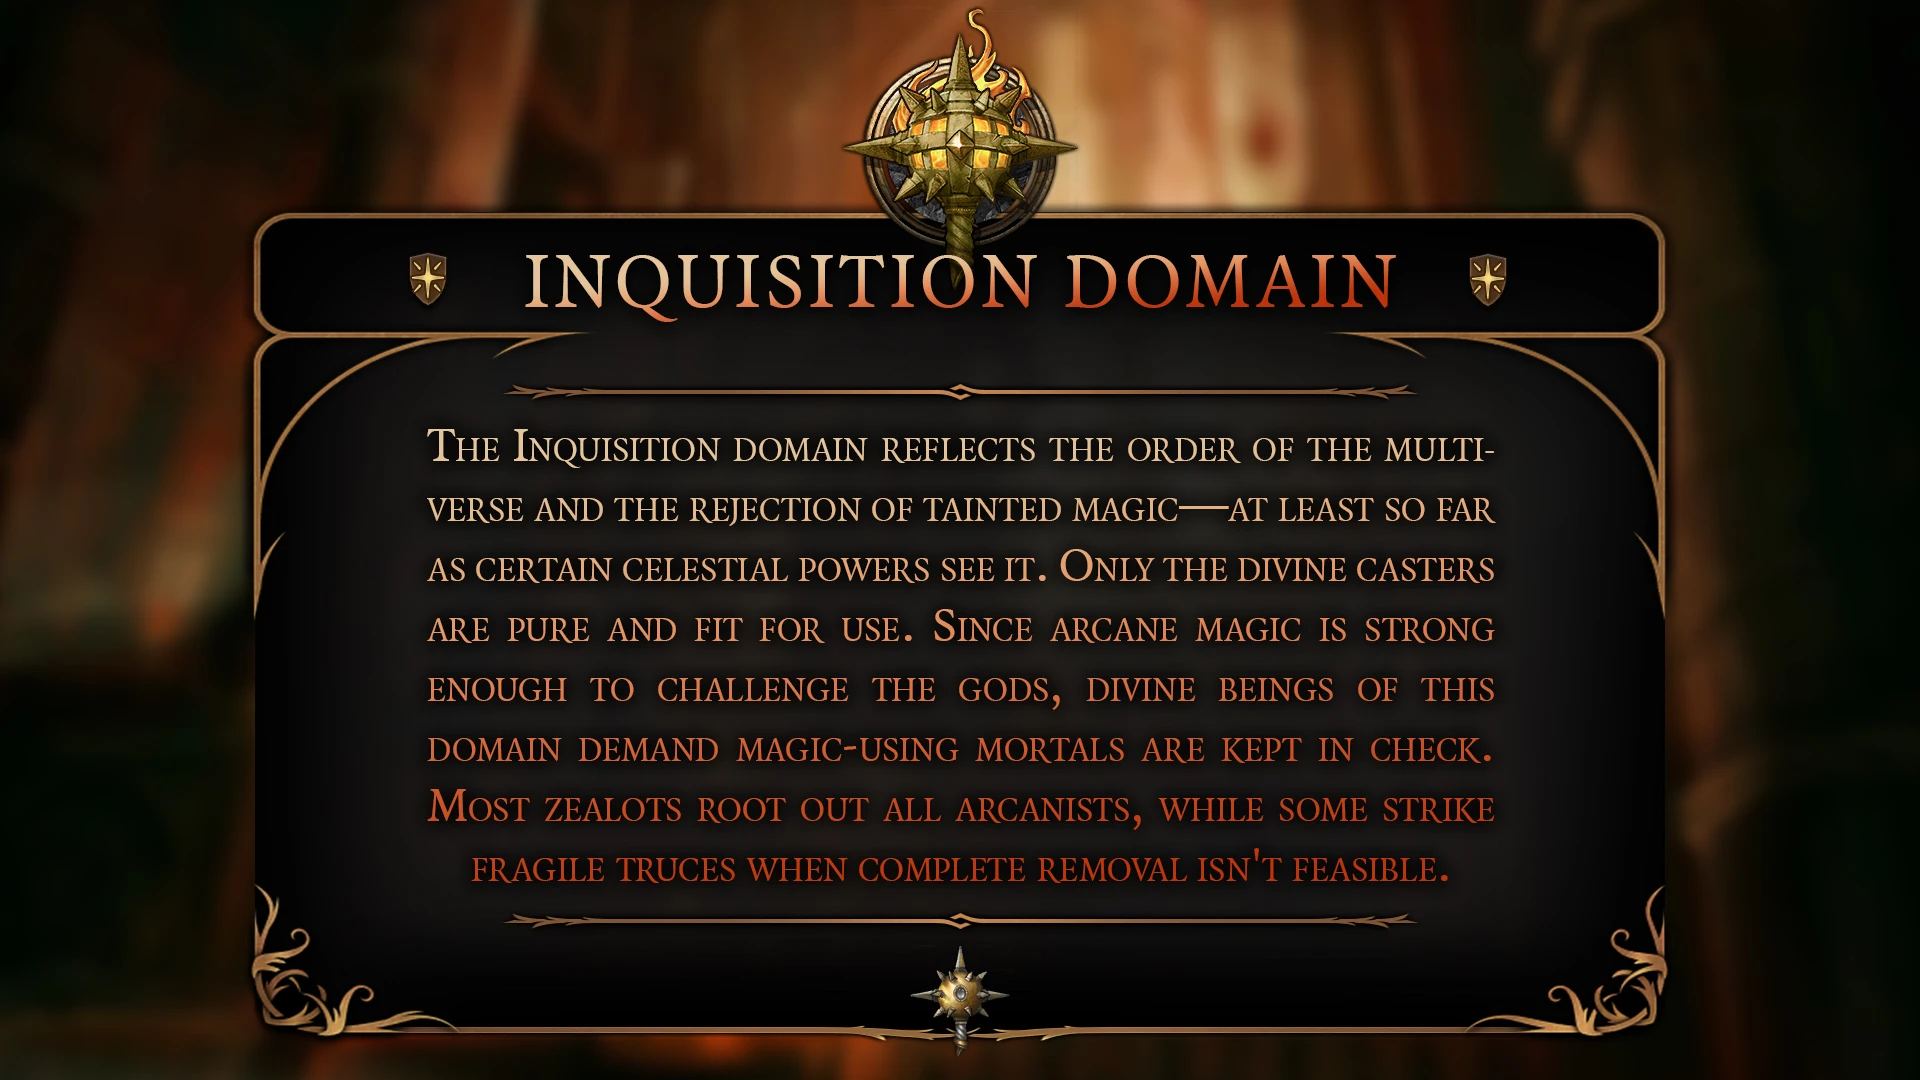 INQUISITION DOMAIN
The Inquisition domain reflects the order of the multi-
verse and the rejection of tainted magic—at least so far
as certain celestial powers see it. Only the divine casters
are pure and fit for use. Since arcane magic is strong
enough to challenge the gods, divine beings of this
domain demand magic-using mortals are kept in check.
Most zealots root out all arcanists, while some strike
fragile truces when complete removal isn't feasible.